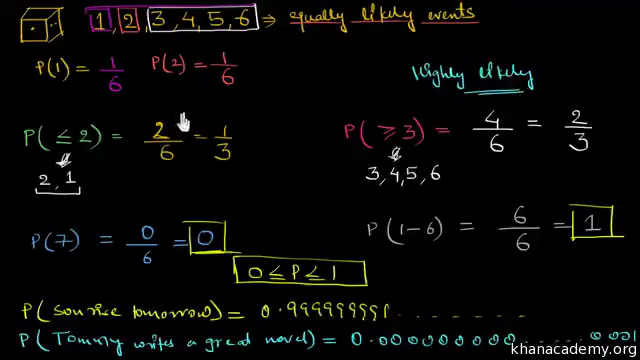 1, 2, 3, 4, 5, 6 ⇒ equally likely events
P(1) = 1/6 P(2) = 1/6
Highly likely
P(≤2) = 2/6 = 1/3
2, 1
P(≥3) = 4/6 = 2/3
3, 4, 5, 6
P(7) = 0/6 = 0
P(1-6) = 6/6 = 1
0 ≤ P ≤ 1
P(Sunrise tomorrow) = 0.999999991........
P(Tommy writes a great novel) = 0.000000000.....0001
khanacademy.org